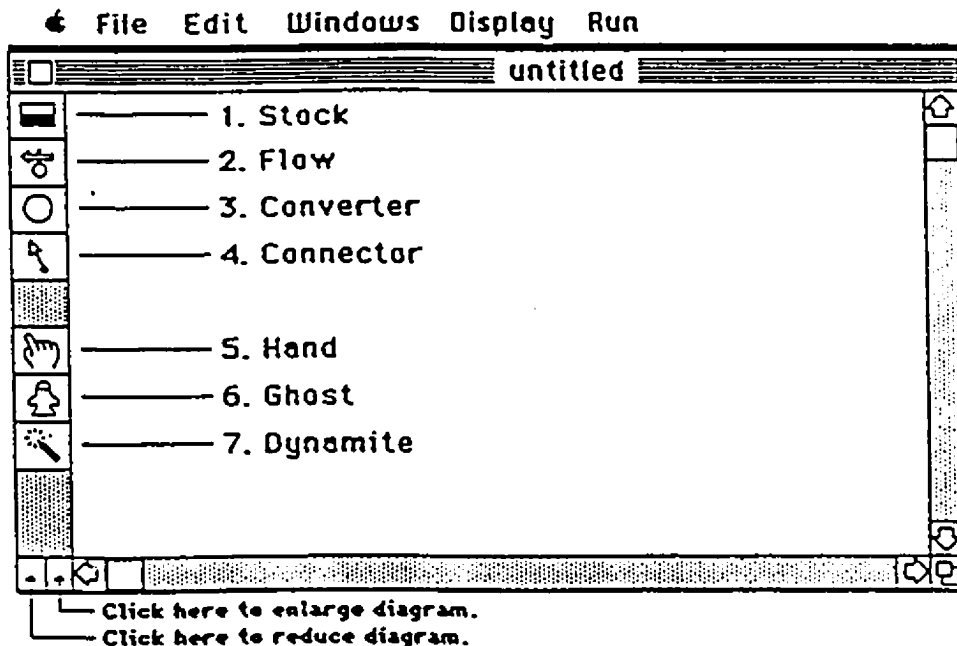 File Edit Windows Display Run
untitled
1. Stock
2. Flow
3. Converter
4. Connector
5. Hand
6. Ghost
7. Dynamite
- +
Click here to enlarge diagram.
Click here to reduce diagram.